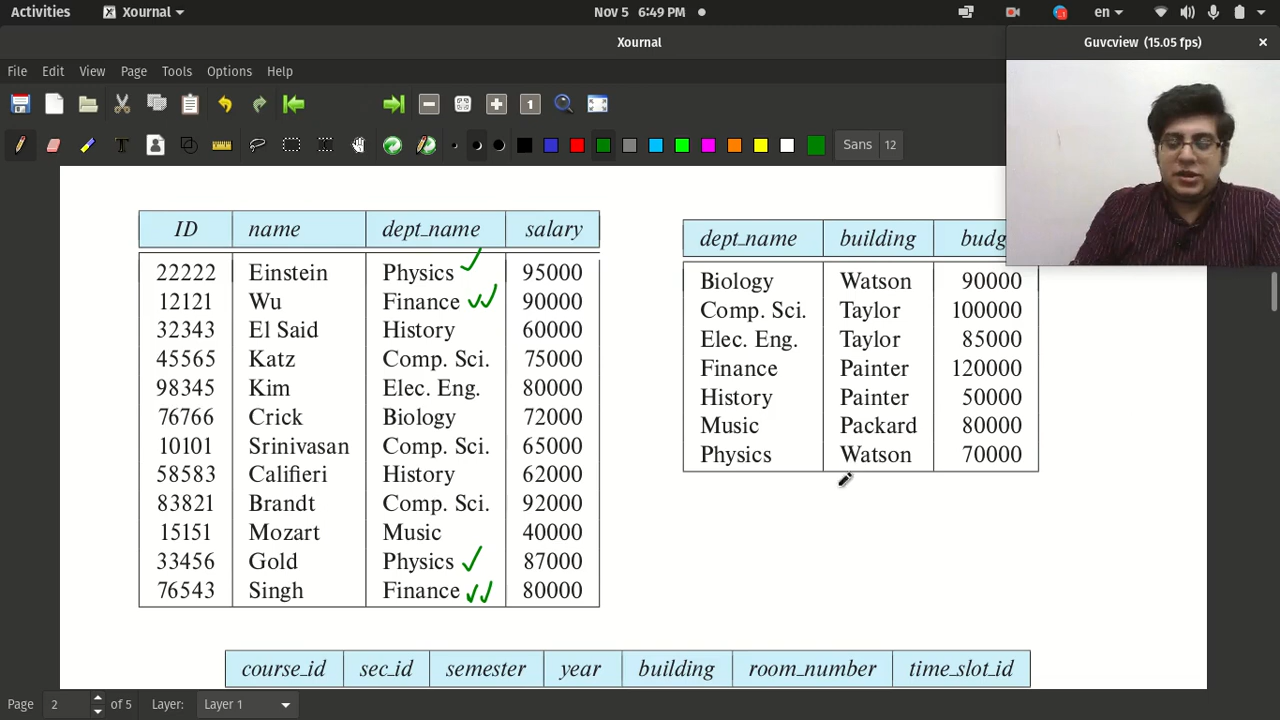 Activities Xournal Nov 5 6:49 PM en
Xournal
Guvcview (15.05 fps)
File Edit View Page Tools Options Help
Sans 12
ID name dept_name salary
22222 Einstein Physics 95000
12121 Wu Finance 90000
32343 El Said History 60000
45565 Katz Comp. Sci. 75000
98345 Kim Elec. Eng. 80000
76766 Crick Biology 72000
10101 Srinivasan Comp. Sci. 65000
58583 Califieri History 62000
83821 Brandt Comp. Sci. 92000
15151 Mozart Music 40000
33456 Gold Physics 87000
76543 Singh Finance 80000
dept_name building budg
Biology Watson 90000
Comp. Sci. Taylor 100000
Elec. Eng. Taylor 85000
Finance Painter 120000
History Painter 50000
Music Packard 80000
Physics Watson 70000
course_id sec_id semester year building room_number time_slot_id
Page 2 of 5 Layer: Layer 1